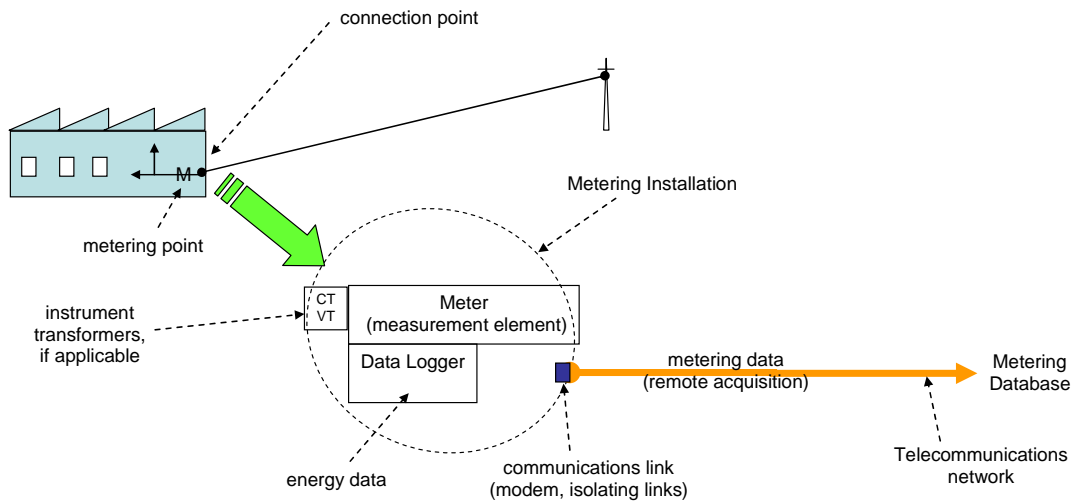 connection point
M
Metering Installation
metering point
instrument
transformers,
if applicable
CT
VT
Meter
(measurement element)
Data Logger
metering data
(remote acquisition)
Metering
Database
energy data
communications link
(modem, isolating links)
Telecommunications
network